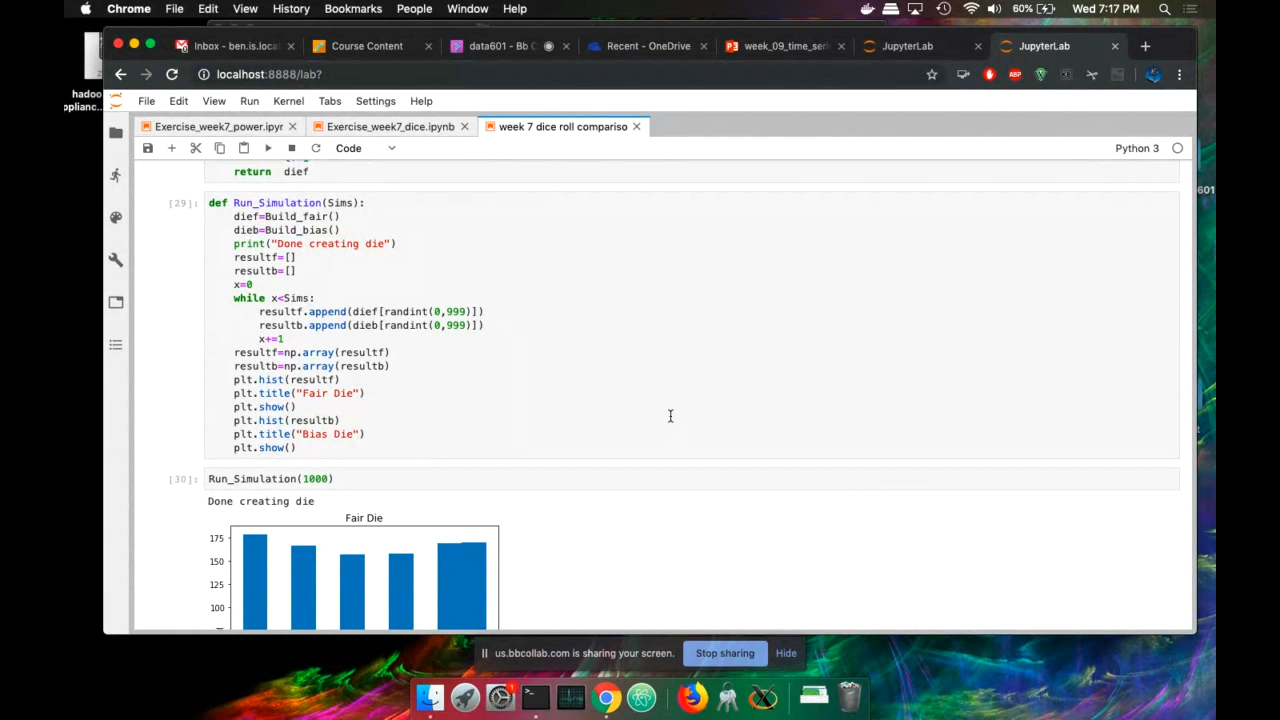 Chrome File Edit View History Bookmarks People Window Help 60% Wed 7:17 PM
hadoo
applianc...
Inbox - ben.is.loca
Course Content
data601 - Bb C
Recent - OneDrive
week_09_time_seri
JupyterLab
JupyterLab
localhost:8888/lab?
ABP
File Edit View Run Kernel Tabs Settings Help
Exercise_week7_power.ipyr
Exercise_week7_dice.ipynb
week 7 dice roll compariso
Code
Python 3
601
return dief
[29]:
def Run_Simulation(Sims):
dief=Build_fair()
dieb=Build_bias()
print("Done creating die")
resultf=[]
resultb=[]
x=0
while x<Sims:
resultf.append(dief[randint(0,999)])
resultb.append(dieb[randint(0,999)])
x+=1
resultf=np.array(resultf)
resultb=np.array(resultb)
plt.hist(resultf)
plt.title("Fair Die")
plt.show()
plt.hist(resultb)
plt.title("Bias Die")
plt.show()
[30]:
Run_Simulation(1000)
Done creating die
Fair Die
175
150
125
100
us.bbcollab.com is sharing your screen.
Stop sharing
Hide
1